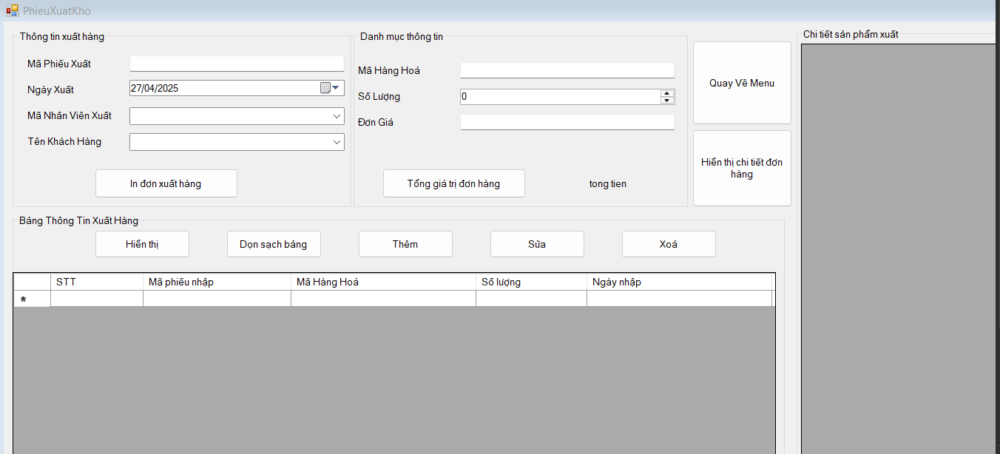 PhieuXuatKho
Thông tin xuất hàng
Mã Phiếu Xuất
Ngày Xuất
27/04/2025
Mã Nhân Viên Xuất
Tên Khách Hàng
In đơn xuất hàng
Danh mục thông tin
Mã Hàng Hoá
Số Lượng
0
Đơn Giá
Tổng giá trị đơn hàng
tong tien
Quay Về Menu
Hiển thị chi tiết đơn
hàng
Chi tiết sản phẩm xuất
Bảng Thông Tin Xuất Hàng
Hiển thị
Dọn sạch bảng
Thêm
Sửa
Xoá
STT
Mã phiếu nhập
Mã Hàng Hoá
Số lượng
Ngày nhập
*